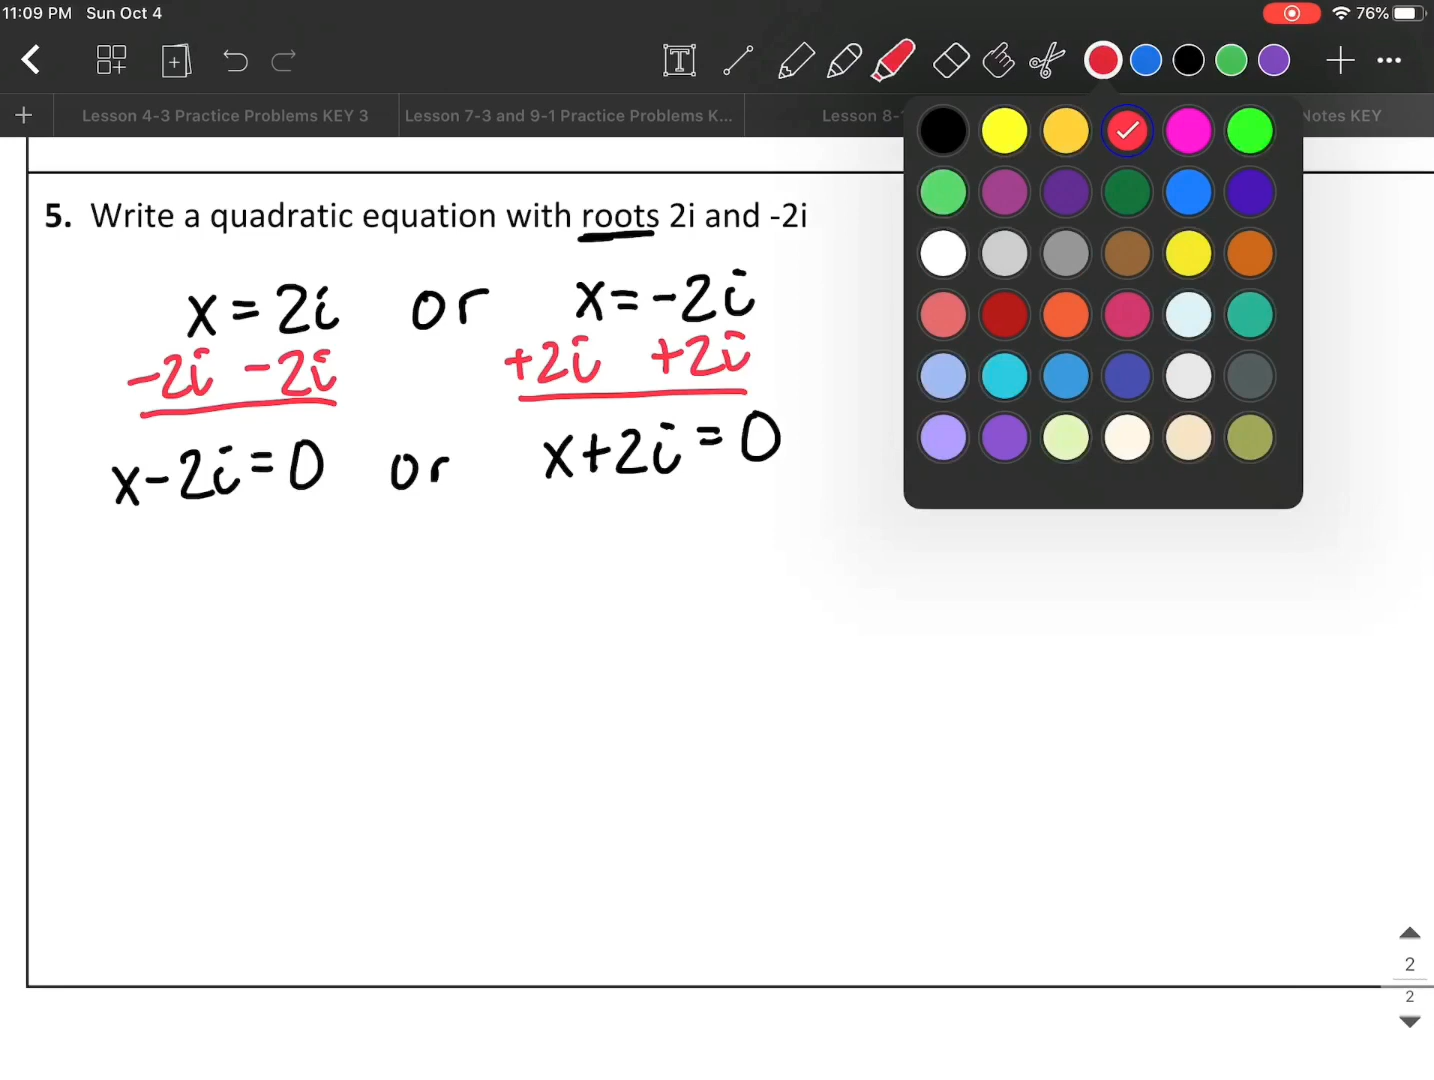 11:09 PM Sun Oct 4
76%
T
Lesson 4-3 Practice Problems KEY 3
Lesson 7-3 and 9-1 Practice Problems K...
Lesson 8-
Notes KEY
5. Write a quadratic equation with roots 2i and -2i
x = 2i or x = -2i
-2i -2i +2i +2i
x-2i=0 or x+2i=0
2
2